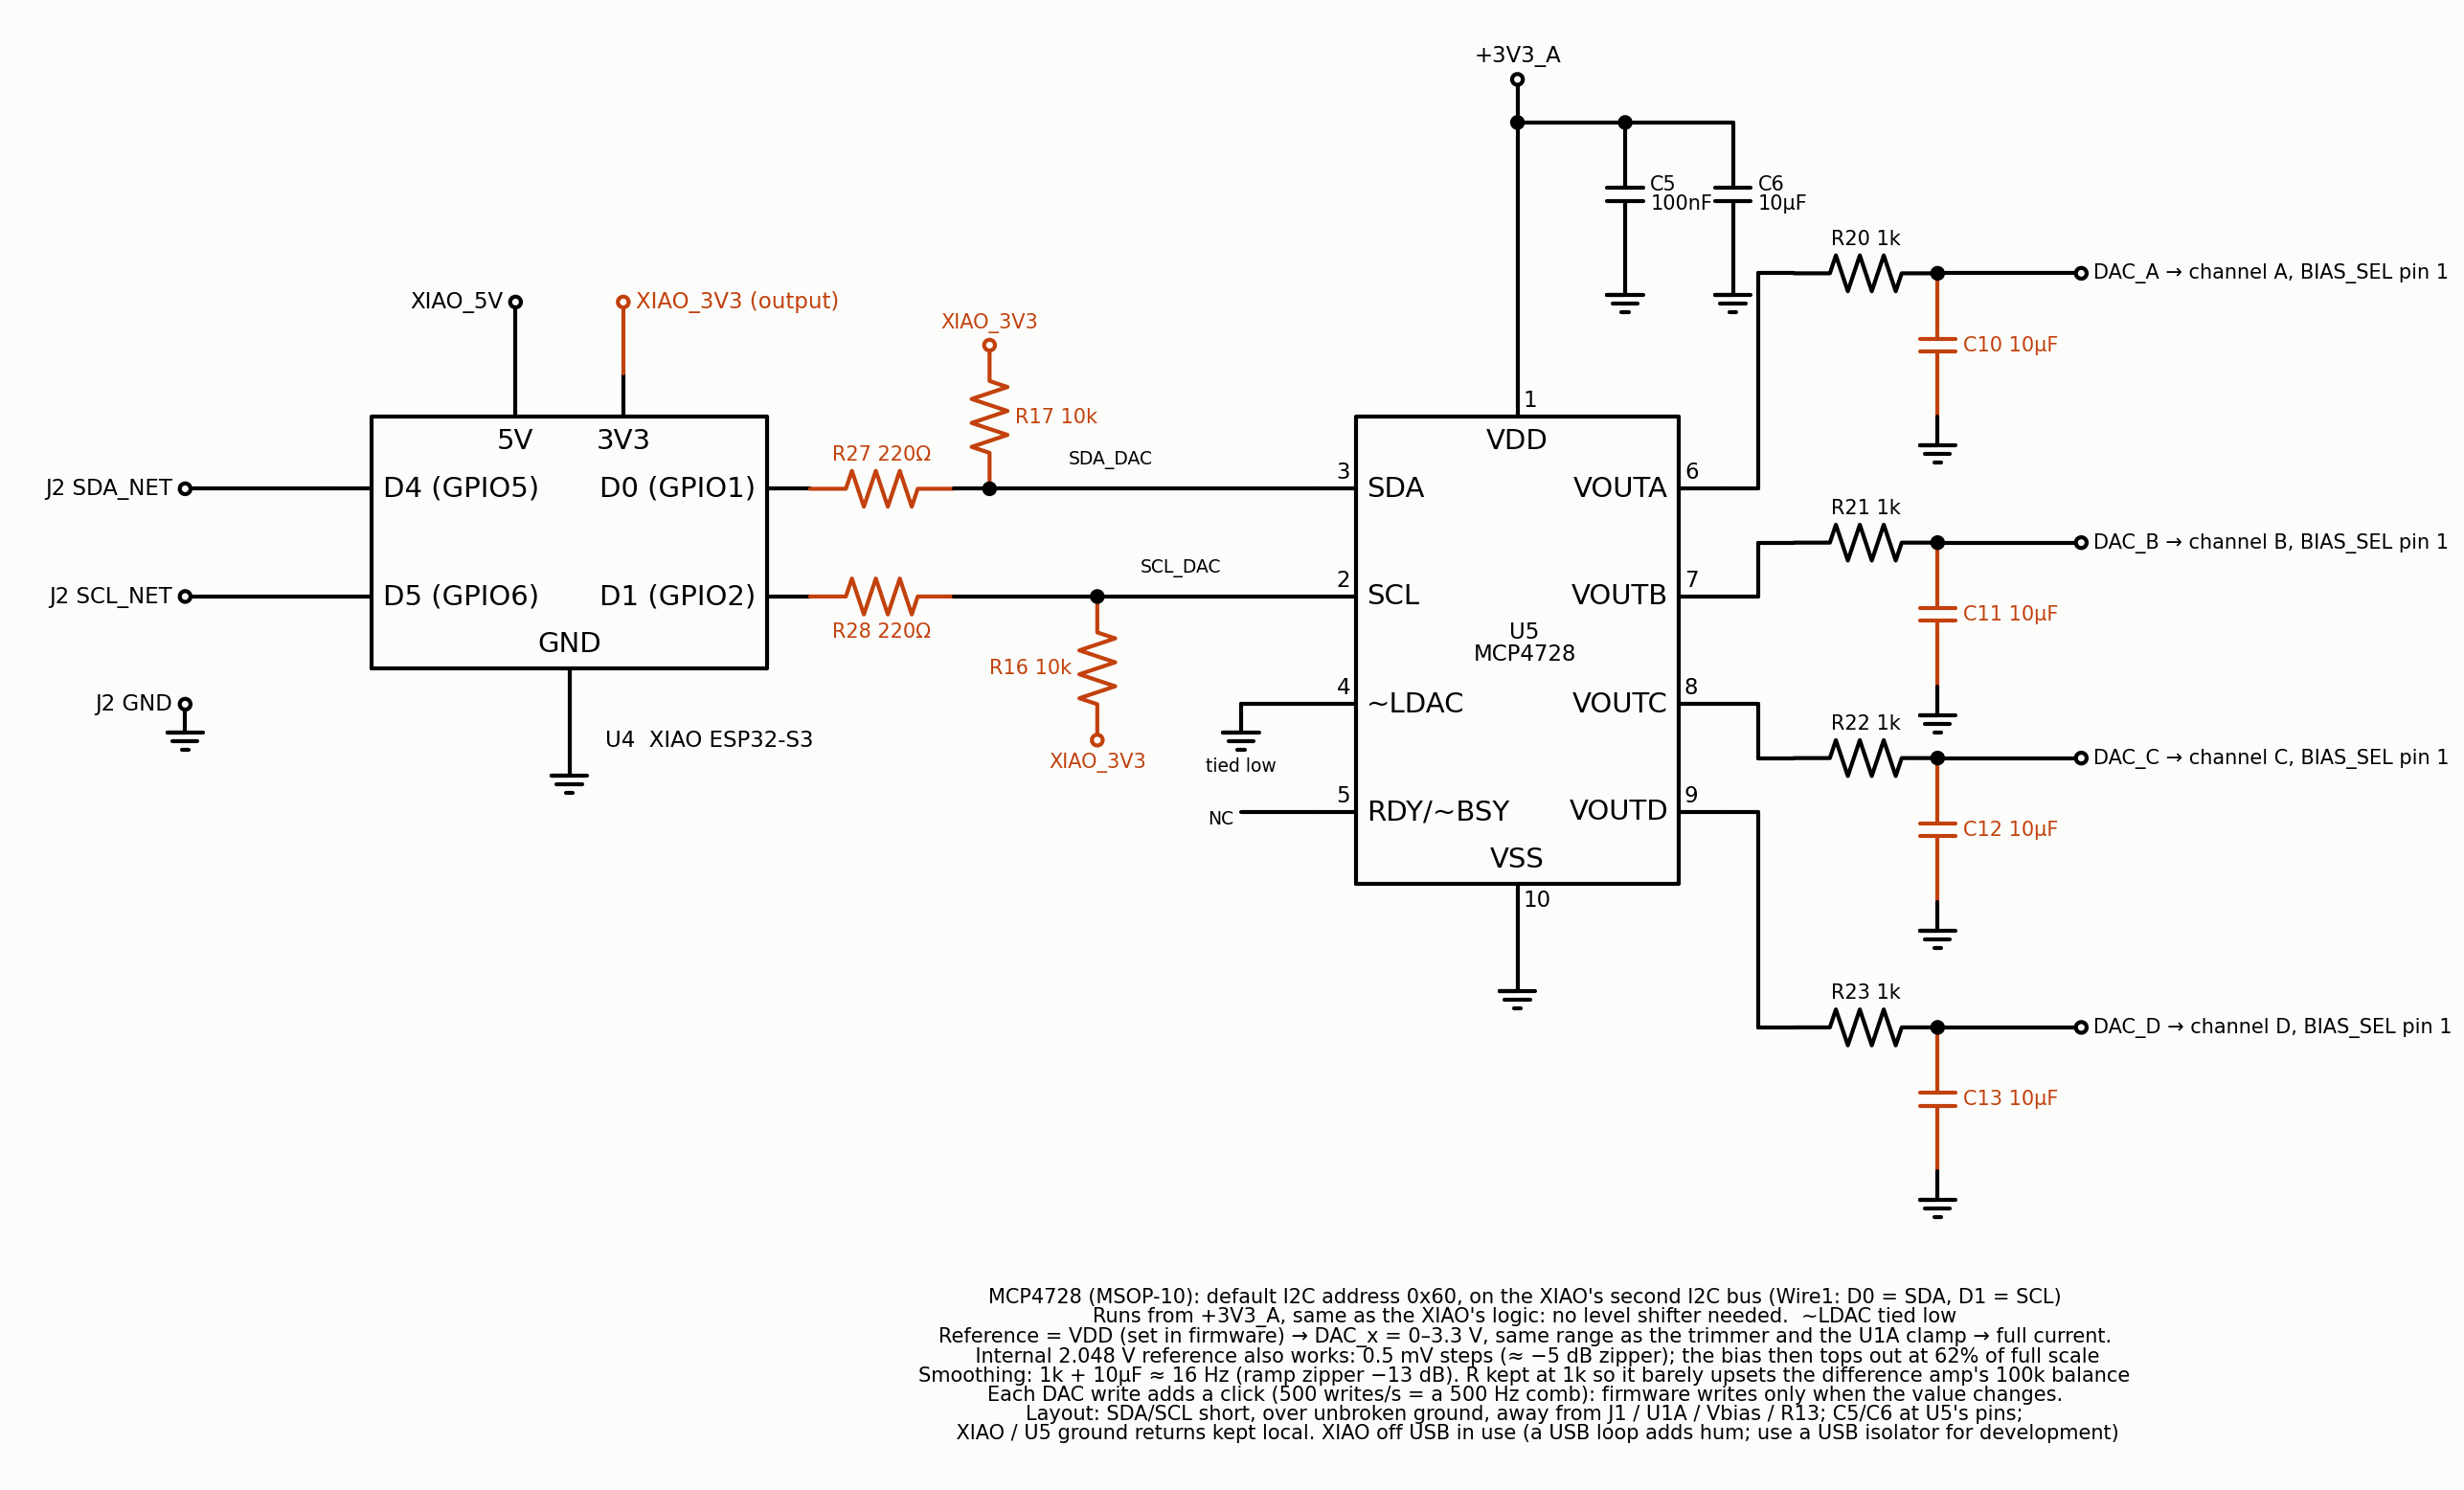 +3V3_A
C5
100nF
C6
10µF
R20 1k
DAC_A → channel A, BIAS_SEL pin 1
C10 10µF
XIAO_5V
XIAO_3V3 (output)
XIAO_3V3
R17 10k
1
5V
3V3
VDD
R27 220Ω
SDA_DAC
J2 SDA_NET
D4 (GPIO5)
D0 (GPIO1)
3
SDA
VOUTA
6
R21 1k
DAC_B → channel B, BIAS_SEL pin 1
SCL_DAC
J2 SCL_NET
D5 (GPIO6)
D1 (GPIO2)
2
SCL
VOUTB
7
C11 10µF
R28 220Ω
GND
U5
MCP4728
R16 10k
J2 GND
4
~LDAC
VOUTC
8
R22 1k
U4 XIAO ESP32-S3
XIAO_3V3
tied low
DAC_C → channel C, BIAS_SEL pin 1
NC
5
RDY/~BSY
VOUTD
9
C12 10µF
VSS
10
R23 1k
DAC_D → channel D, BIAS_SEL pin 1
C13 10µF
MCP4728 (MSOP-10): default I2C address 0x60, on the XIAO's second I2C bus (Wire1: D0 = SDA, D1 = SCL)
Runs from +3V3_A, same as the XIAO's logic: no level shifter needed. ~LDAC tied low
Reference = VDD (set in firmware) → DAC_x = 0–3.3 V, same range as the trimmer and the U1A clamp → full current.
Internal 2.048 V reference also works: 0.5 mV steps (≈ −5 dB zipper); the bias then tops out at 62% of full scale
Smoothing: 1k + 10µF ≈ 16 Hz (ramp zipper −13 dB). R kept at 1k so it barely upsets the difference amp's 100k balance
Each DAC write adds a click (500 writes/s = a 500 Hz comb): firmware writes only when the value changes.
Layout: SDA/SCL short, over unbroken ground, away from J1 / U1A / Vbias / R13; C5/C6 at U5's pins;
XIAO / U5 ground returns kept local. XIAO off USB in use (a USB loop adds hum; use a USB isolator for development)